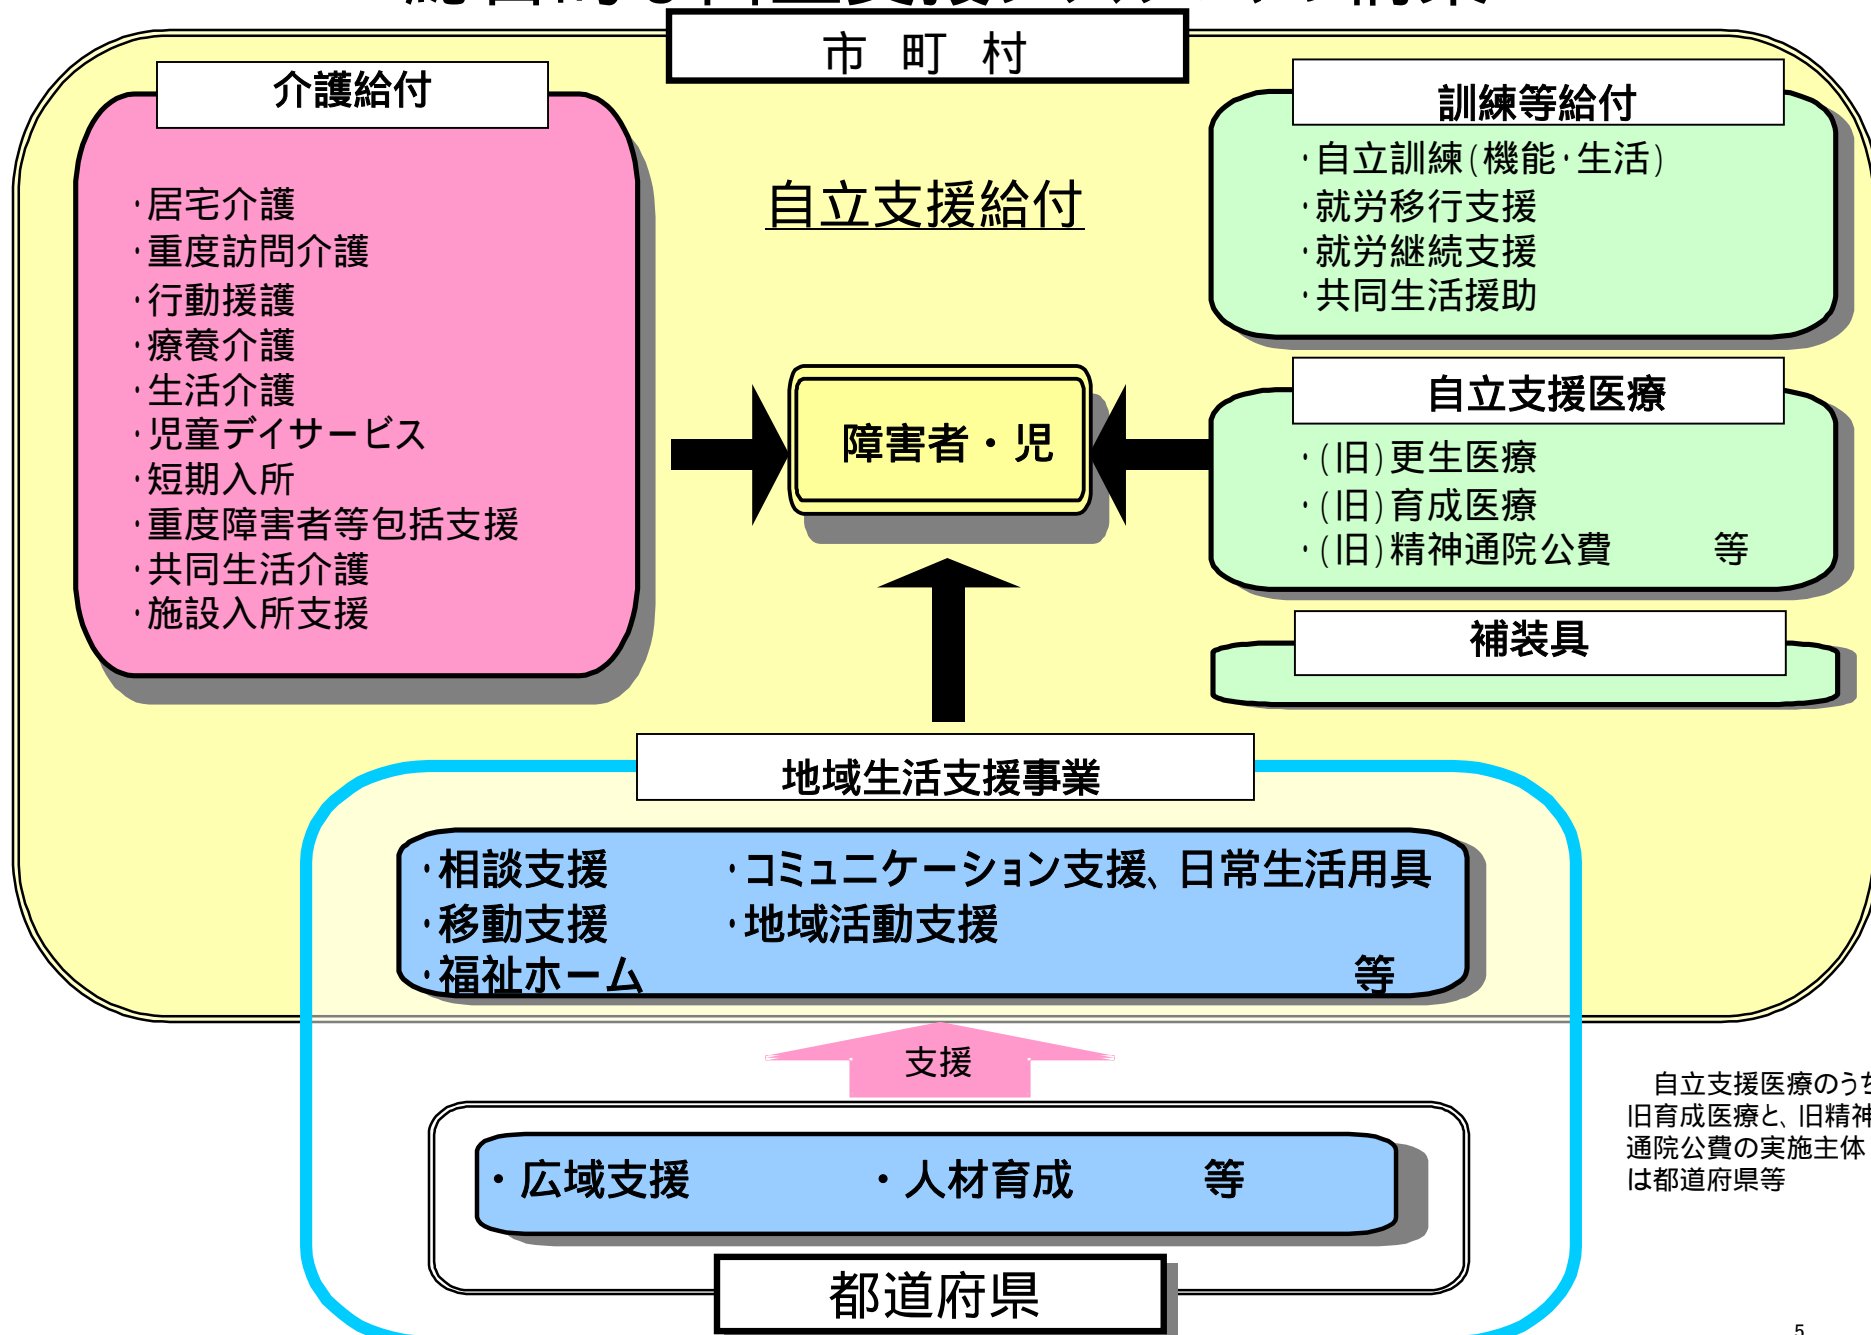 市 町 村
介護給付
・居宅介護
・重度訪問介護
・行動援護
・療養介護
・生活介護
・児童デイサービス
・短期入所
・重度障害者等包括支援
・共同生活介護
・施設入所支援
自立支援給付
障害者・児
訓練等給付
・自立訓練(機能・生活)
・就労移行支援
・就労継続支援
・共同生活援助
自立支援医療
・(旧)更生医療
・(旧)育成医療
・(旧)精神通院公費 等
補装具
地域生活支援事業
・相談支援 ・コミュニケーション支援、日常生活用具
・移動支援 ・地域活動支援
・福祉ホーム 等
支援
・広域支援 ・人材育成 等
都道府県
自立支援医療のうち
旧育成医療と、旧精神
通院公費の実施主体
は都道府県等
5